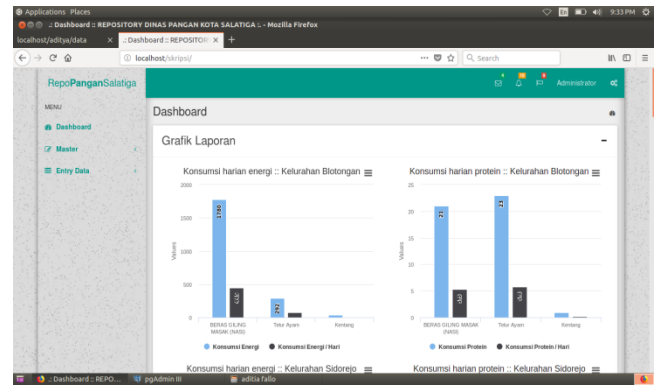 Applications Places
En
9:33 PM
.: Dashboard :: REPOSITORY DINAS PANGAN KOTA SALATIGA :. - Mozilla Firefox
localhost/aditya/data × .: Dashboard :: REPOSITOR × +
localhost/skripsi/
Search
RepoPanganSalatiga
Administrator
MENU
Dashboard
Master
Entry Data
Dashboard
Grafik Laporan
Konsumsi harian energi :: Kelurahan Blotongan
2000
1500
1000
500
0
Values
1780
292
BERAS GILING MASAK (NASI)
Telur Ayam
Kentang
Konsumsi Energi
Konsumsi Energi / Hari
Konsumsi harian protein :: Kelurahan Blotongan
25
20
15
10
5
0
Values
21
23
BERAS GILING MASAK
(NASI)
Telur Ayam
Kentang
Konsumsi Protein
Konsumsi Protein / Hari
Konsumsi harian energi :: Kelurahan Sidorejo
Konsumsi harian protein :: Kelurahan Sidorejo
.: Dashboard :: REPO...
pgAdmin III
aditia fallo